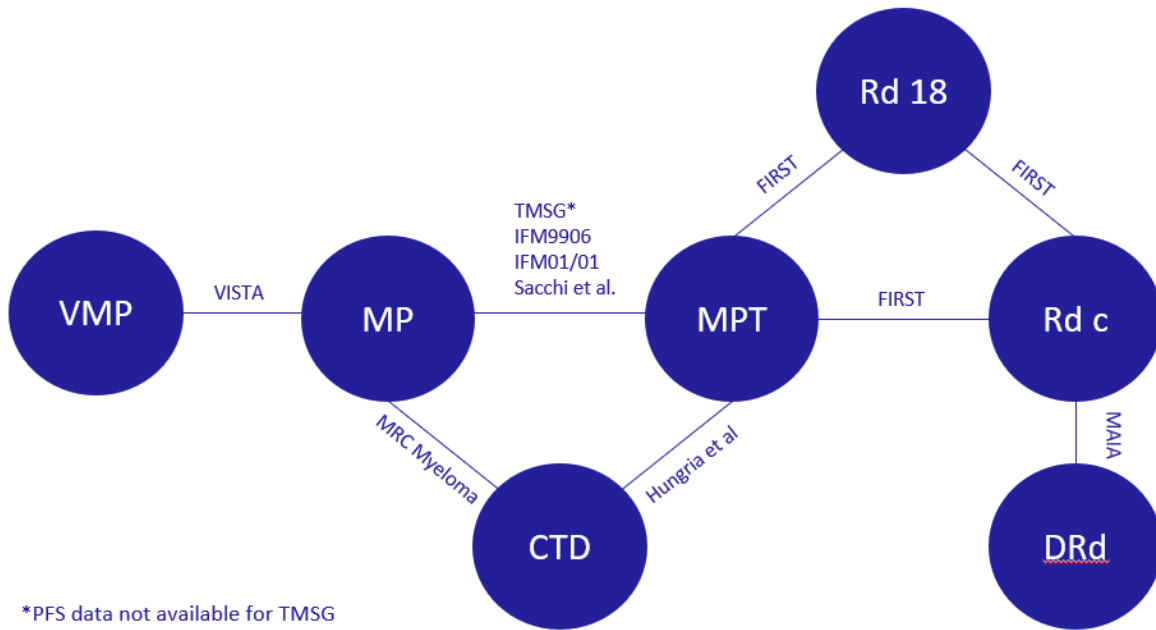 Rd 18
FIRST
FIRST
TMSG*
IFM9906
IFM01/01
Sacchi et al.
VMP
VISTA
MP
MPT
FIRST
Rd c
MRC Myeloma
Hungria et al
MAIA
CTD
DRd
*PFS data not available for TMSG